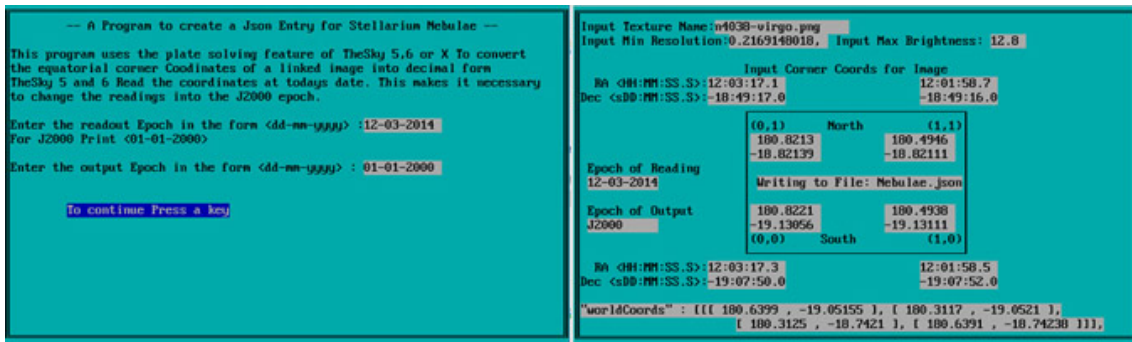 -- A Program to create a Json Entry for Stellarium Nebulae --
This program uses the plate solving feature of TheSky 5,6 or X To convert
the equatorial corner Coodinates of a linked image into decimal form
TheSky 5 and 6 Read the coordinates at todays date. This makes it necessary
to change the readings into the J2000 epoch.
Enter the readout Epoch in the form <dd-mm-yyyy> :12-03-2014
For J2000 Print <01-01-2000>
Enter the output Epoch in the form <dd-mm-yyyy> : 01-01-2000
To continue Press a key
Input Texture Name:n4038-virgo.png
Input Min Resolution:0.2169148018, Input Max Brightness: 12.8
Input Corner Coords for Image
RA <HH:MM:SS.S>:12:03:17.1 12:01:58.7
Dec <sDD:MM:SS.S>:-18:49:17.0 -18:49:16.0
(0,1) North (1,1)
180.8213 180.4946
-18.82139 -18.82111
Epoch of Reading
12-03-2014 Writing to File: Nebulae.json
Epoch of Output 180.8221 180.4938
J2000 -19.13056 -19.13111
(0,0) South (1,0)
RA <HH:MM:SS.S>:12:03:17.3 12:01:58.5
Dec <sDD:MM:SS.S>:-19:07:50.0 -19:07:52.0
"worldCoords" : [[[ 180.6399 , -19.05155 ], [ 180.3117 , -19.0521 ],
[ 180.3125 , -18.7421 ], [ 180.6391 , -18.74238 ]]],